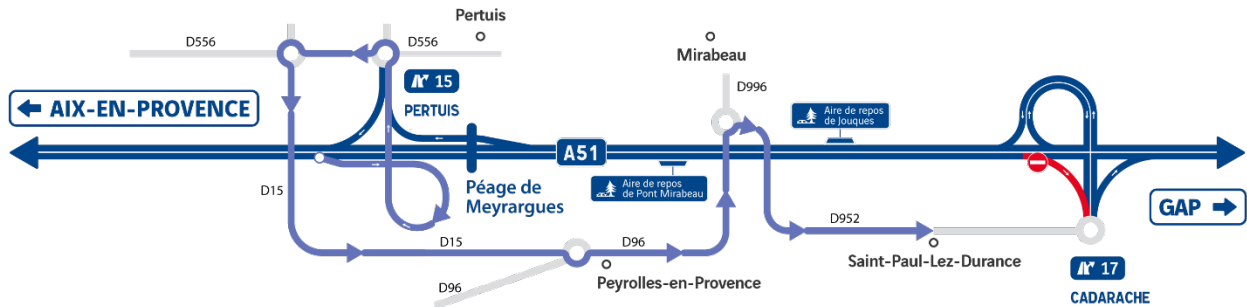 Pertuis
D556
D556
Mirabeau
15
PERTUIS
D996
AIX-EN-PROVENCE
Aire de repos
de Jouques
A51
D15
Péage de
Meyrargues
Aire de repos
de Pont Mirabeau
GAP
D952
D15
D96
Saint-Paul-Lez-Durance
D96
Peyrolles-en-Provence
17
CADARACHE